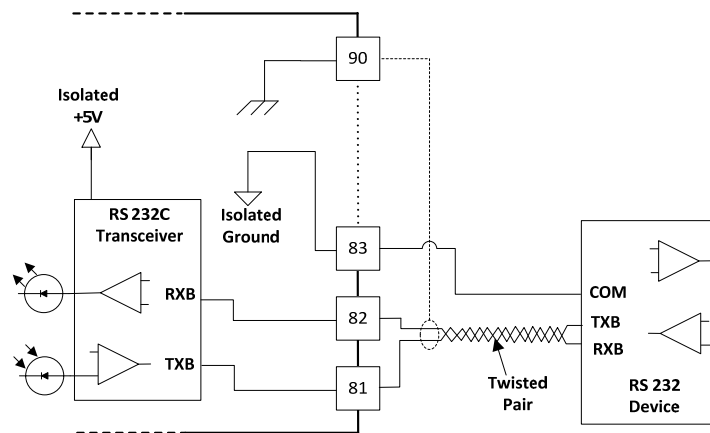 90
Isolated
+5V
RS 232C
Transceiver
Isolated
Ground
83
RXB
82
TXB
81
COM
TXB
RXB
Twisted
Pair
RS 232
Device